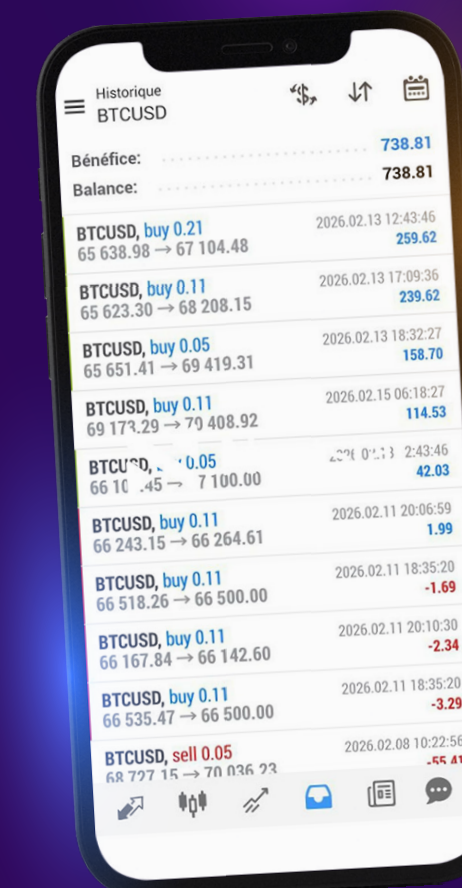 Historique
BTCUSD
Bénéfice: 738.81
Balance: 738.81
BTCUSD, buy 0.21 2026.02.13 12:43:46
65 638.98 → 67 104.48 259.62
BTCUSD, buy 0.11 2026.02.13 17:09:36
65 623.30 → 68 208.15 239.62
BTCUSD, buy 0.05 2026.02.13 18:32:27
65 651.41 → 69 419.31 158.70
BTCUSD, buy 0.11 2026.02.15 06:18:27
69 173.29 → 408.92 114.53
0.05
42.03
BTCUSD, buy 0.11 2026.02.11 20:06:59
66 243.15 → 66 264.61 1.99
BTCUSD, buy 0.11 2026.02.11 18:35:20
66 518.26 → 66 500.00 -1.69
BTCUSD, buy 0.11 2026.02.11 20:10:30
66 167.84 → 66 142.60 -2.34
BTCUSD, buy 0.11 2026.02.11 18:35:20
66 535.47 → 66 500.00 -3.29
BTCUSD, sell 0.05 2026.02.08 10:22:56
68 727.15 → 70 036.23 -55.41